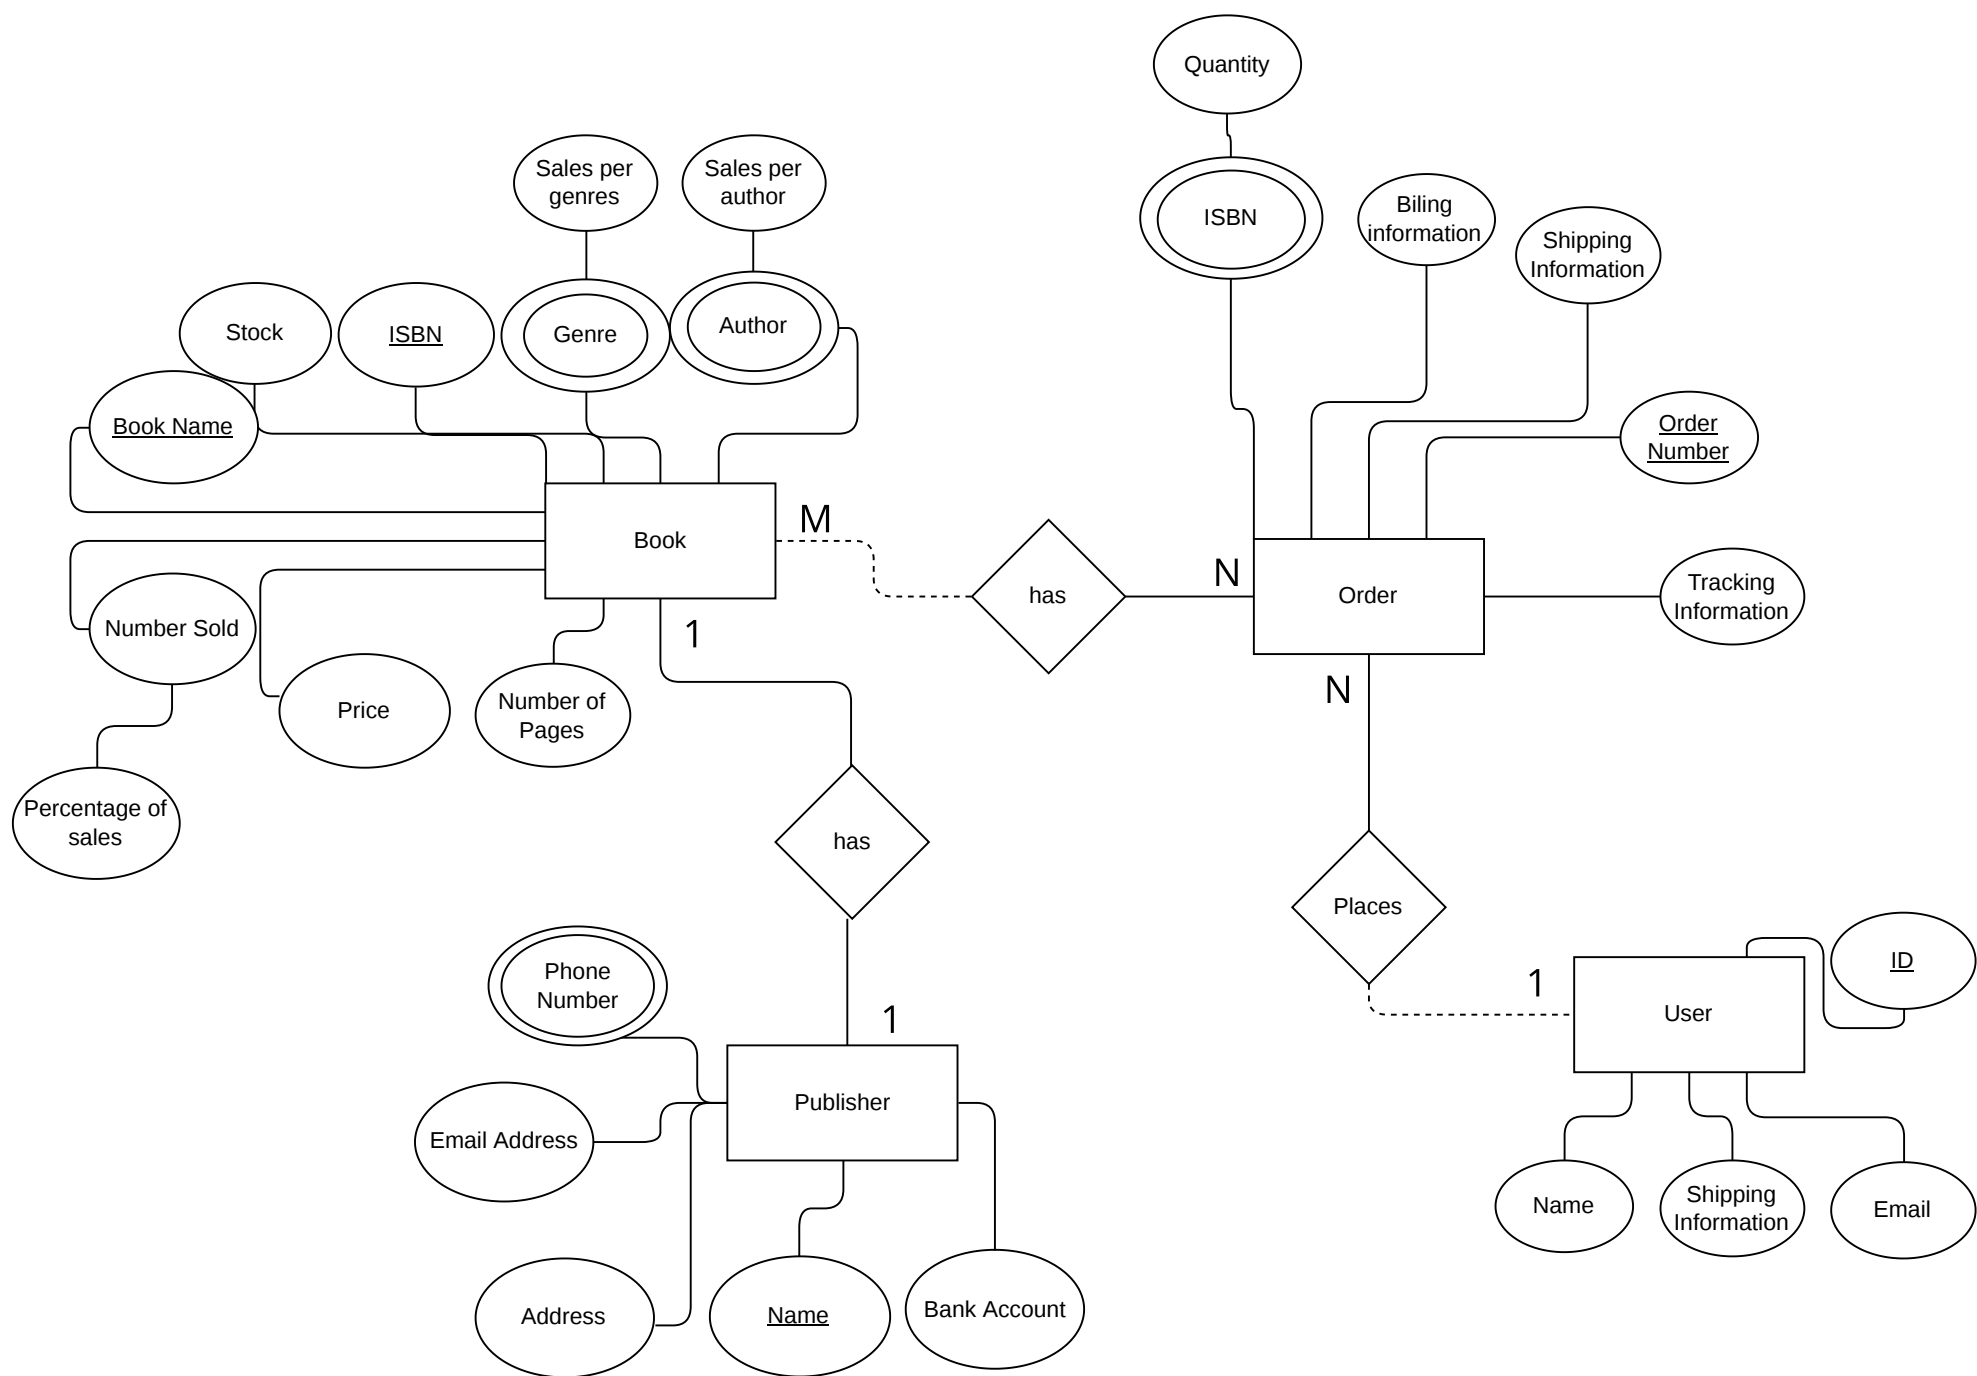 Quantity
Sales per
genres
Sales per
author
ISBN
Biling
information
Shipping
Information
Stock
ISBN
Genre
Author
Book Name
Order
Number
Book
M
has
N
Order
Tracking
Information
Number Sold
1
Price
Number of
Pages
N
Percentage of
sales
has
Places
Phone
Number
1
1
User
ID
Email Address
Publisher
Address
Name
Bank Account
Name
Shipping
Information
Email